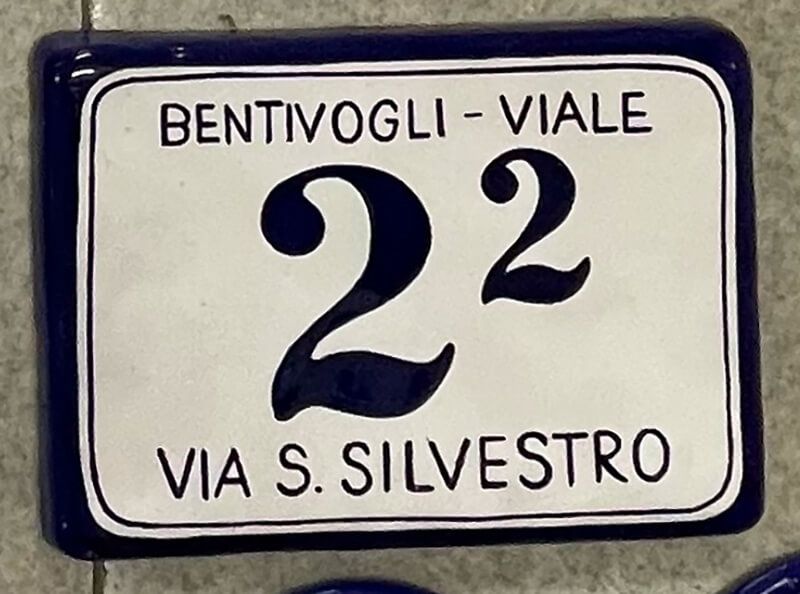 BENTIVOGLI - VIALE
2²
VIA S. SILVESTRO